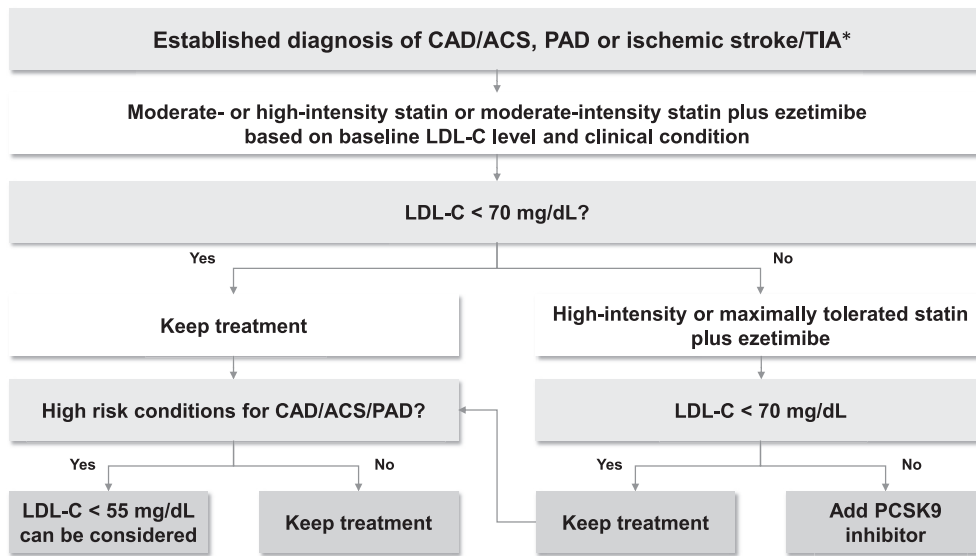 Established diagnosis of CAD/ACS, PAD or ischemic stroke/TIA*
Moderate- or high-intensity statin or moderate-intensity statin plus ezetimibe
based on baseline LDL-C level and clinical condition
LDL-C < 70 mg/dL?
Yes
No
Keep treatment
High-intensity or maximally tolerated statin
plus ezetimibe
High risk conditions for CAD/ACS/PAD?
LDL-C < 70 mg/dL
Yes
No
Yes
No
LDL-C < 55 mg/dL
can be considered
Keep treatment
Keep treatment
Add PCSK9
inhibitor